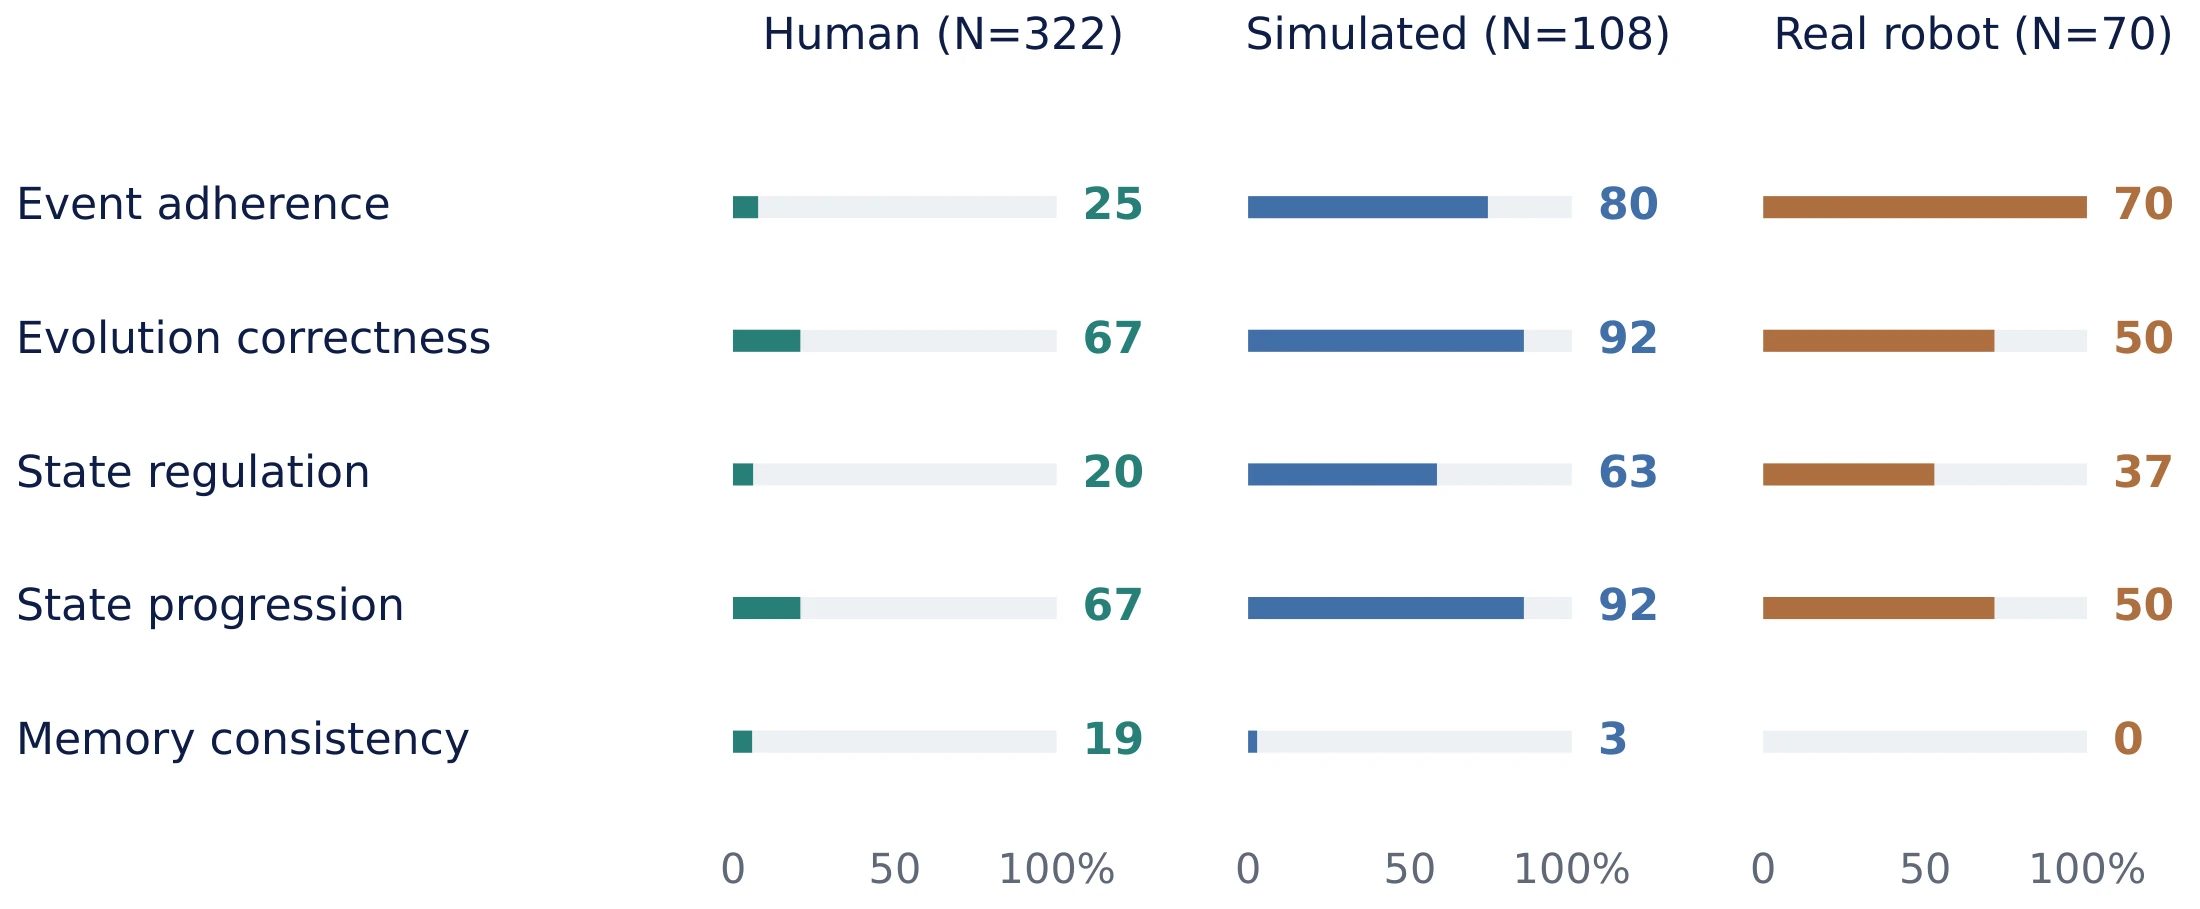 Human (N=322) Simulated (N=108) Real robot (N=70)
Event adherence 25 80 70
Evolution correctness 67 92 50
State regulation 20 63 37
State progression 67 92 50
Memory consistency 19 3 0
0 50 100% 0 50 100% 0 50 100%